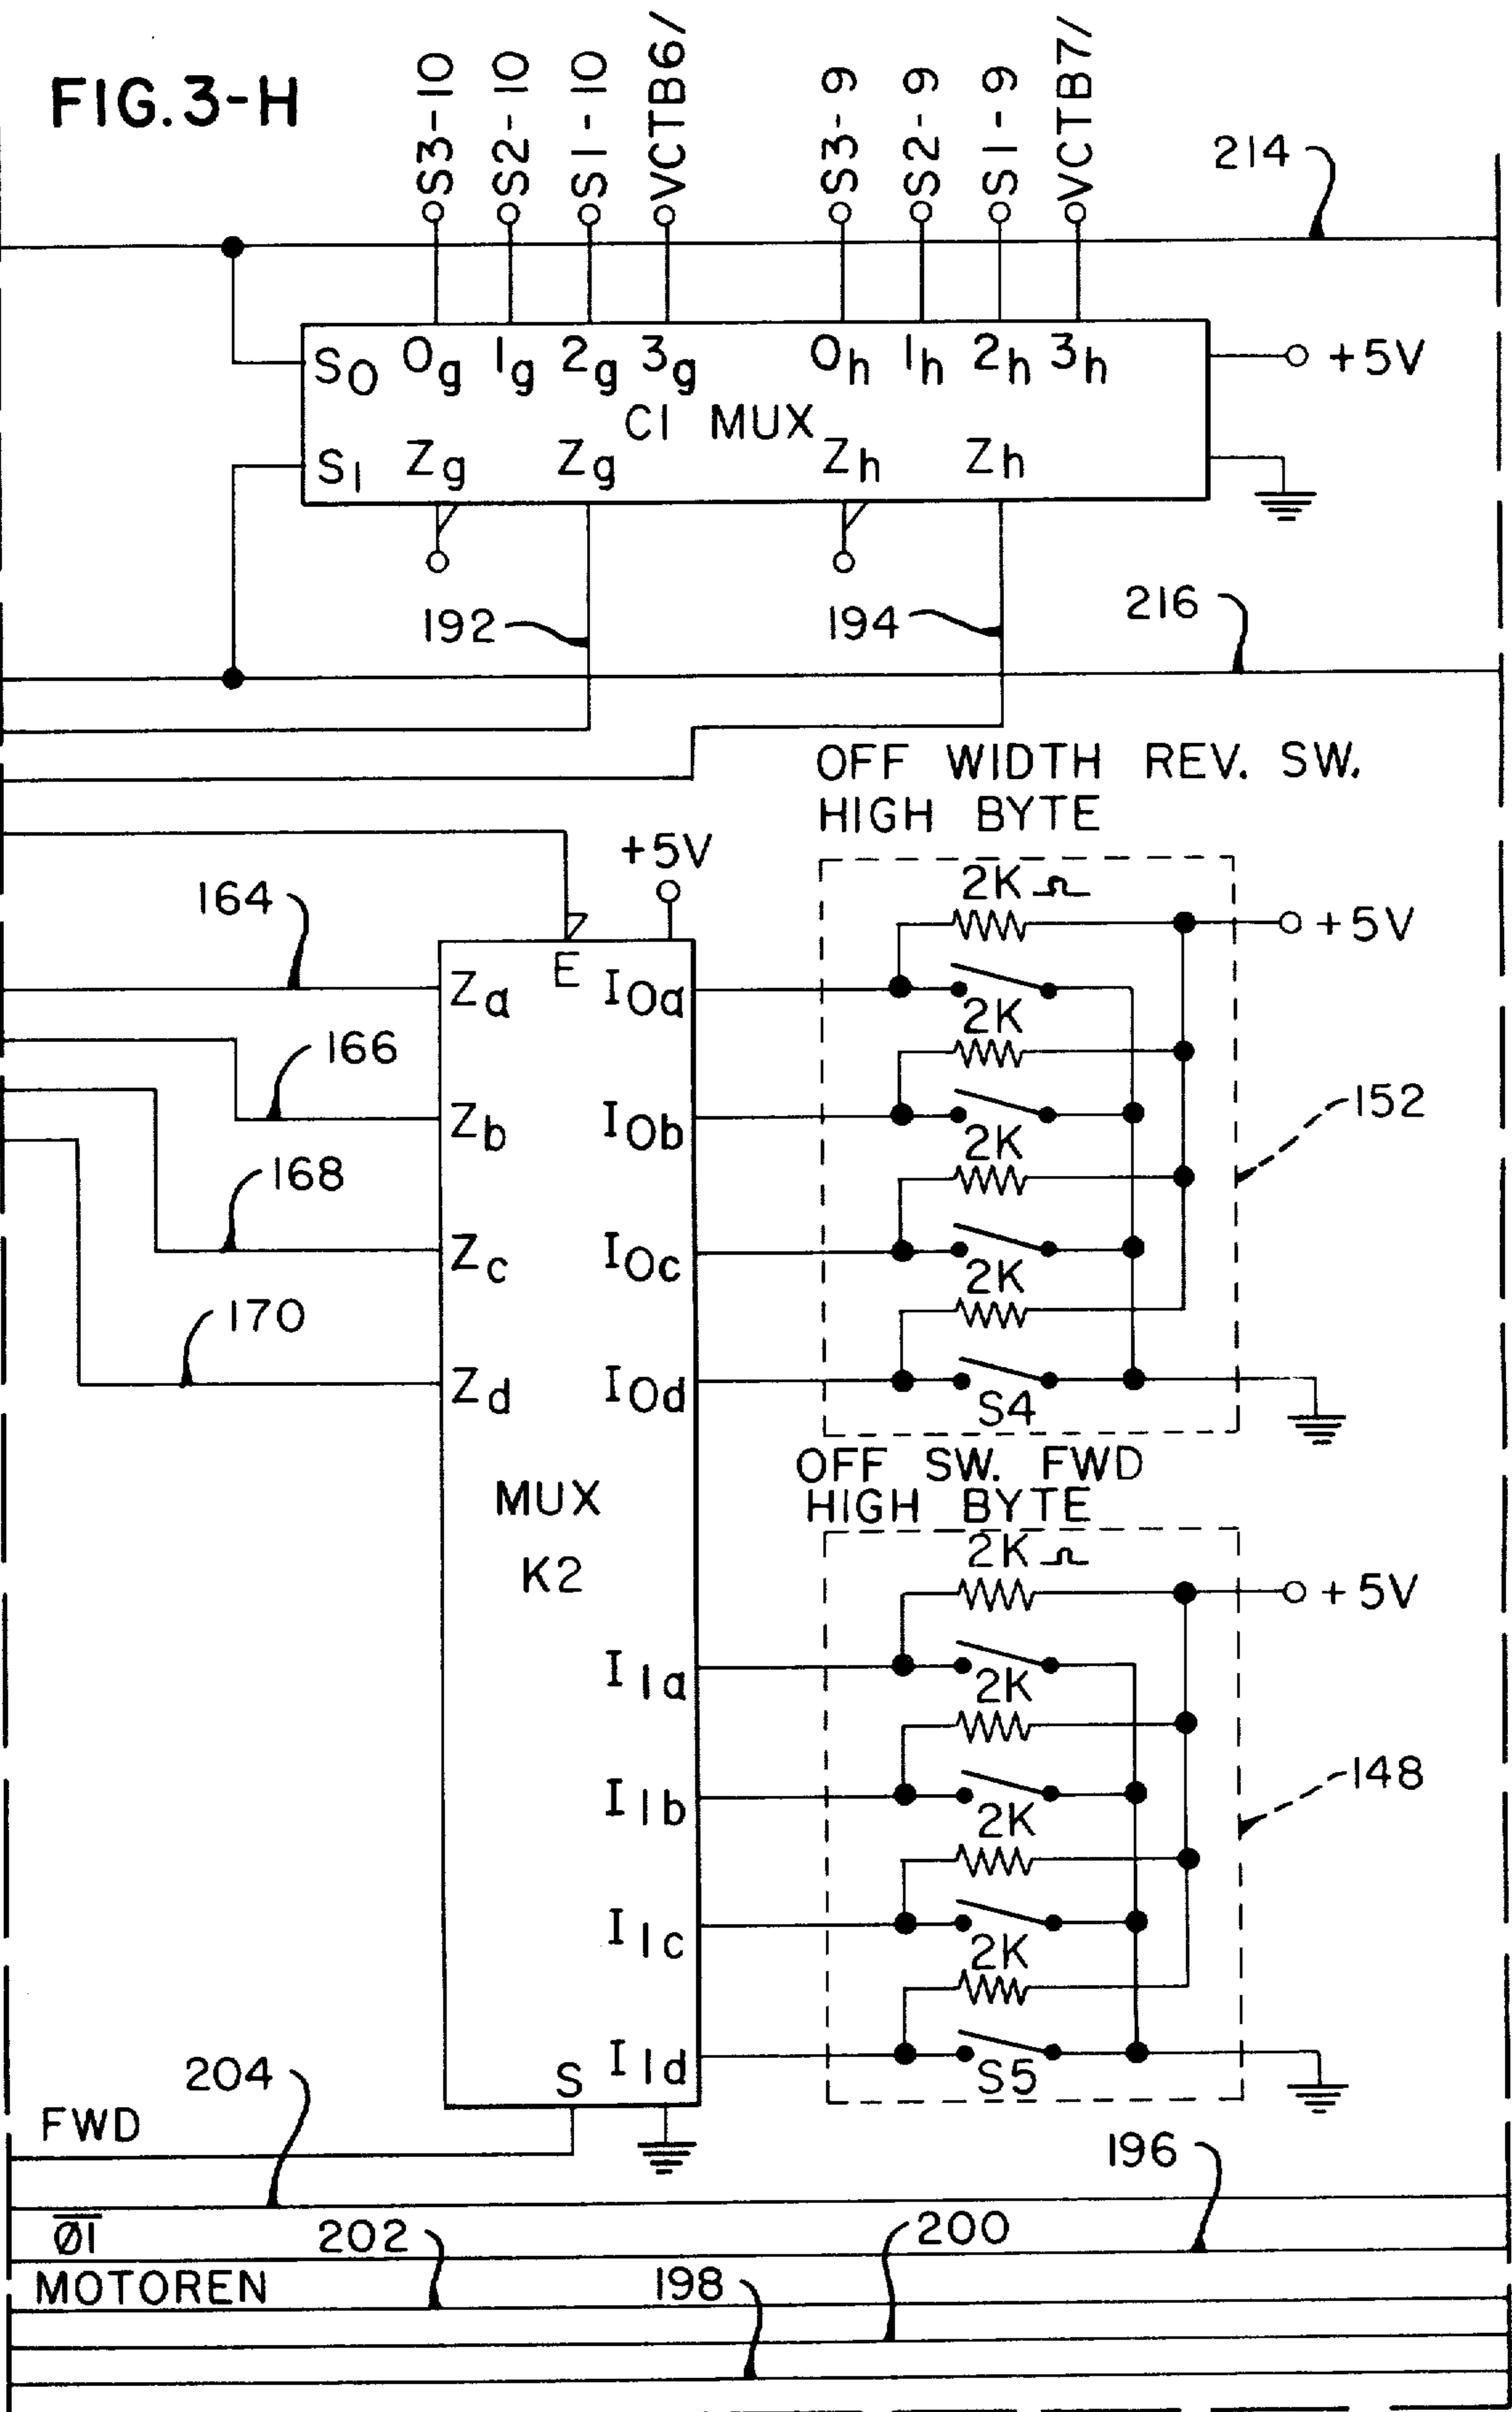 FIG.3-H
S3-10
S2-10
S1-10
VCTB6/
S3-9
S2-9
S1-9
VCTB7/
214
S0 0g 1g 2g 3g 0h 1h 2h 3h
+5V
C1 MUX
S1 Zg Zg Zh Zh
192
194
216
OFF WIDTH REV. SW.
HIGH BYTE
+5V
164
2K
+5V
E
Za
I0a
2K
166
Zb
I0b
152
2K
168
Zc
I0c
2K
170
Zd
I0d
S4
OFF SW. FWD
HIGH BYTE
MUX
K2
2K
+5V
I1a
2K
I1b
148
2K
I1c
2K
I1d
S5
S
204
FWD
196
Ø1
202
200
MOTOREN
198